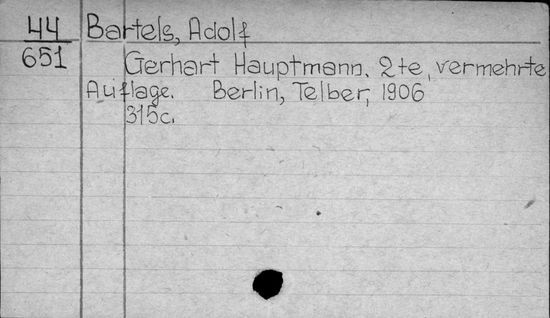 44 Bartels, Adolf
651 Gerhart Hauptmann. 2te, vermehrte
Auflage. Berlin, Telber, 1906
315c.